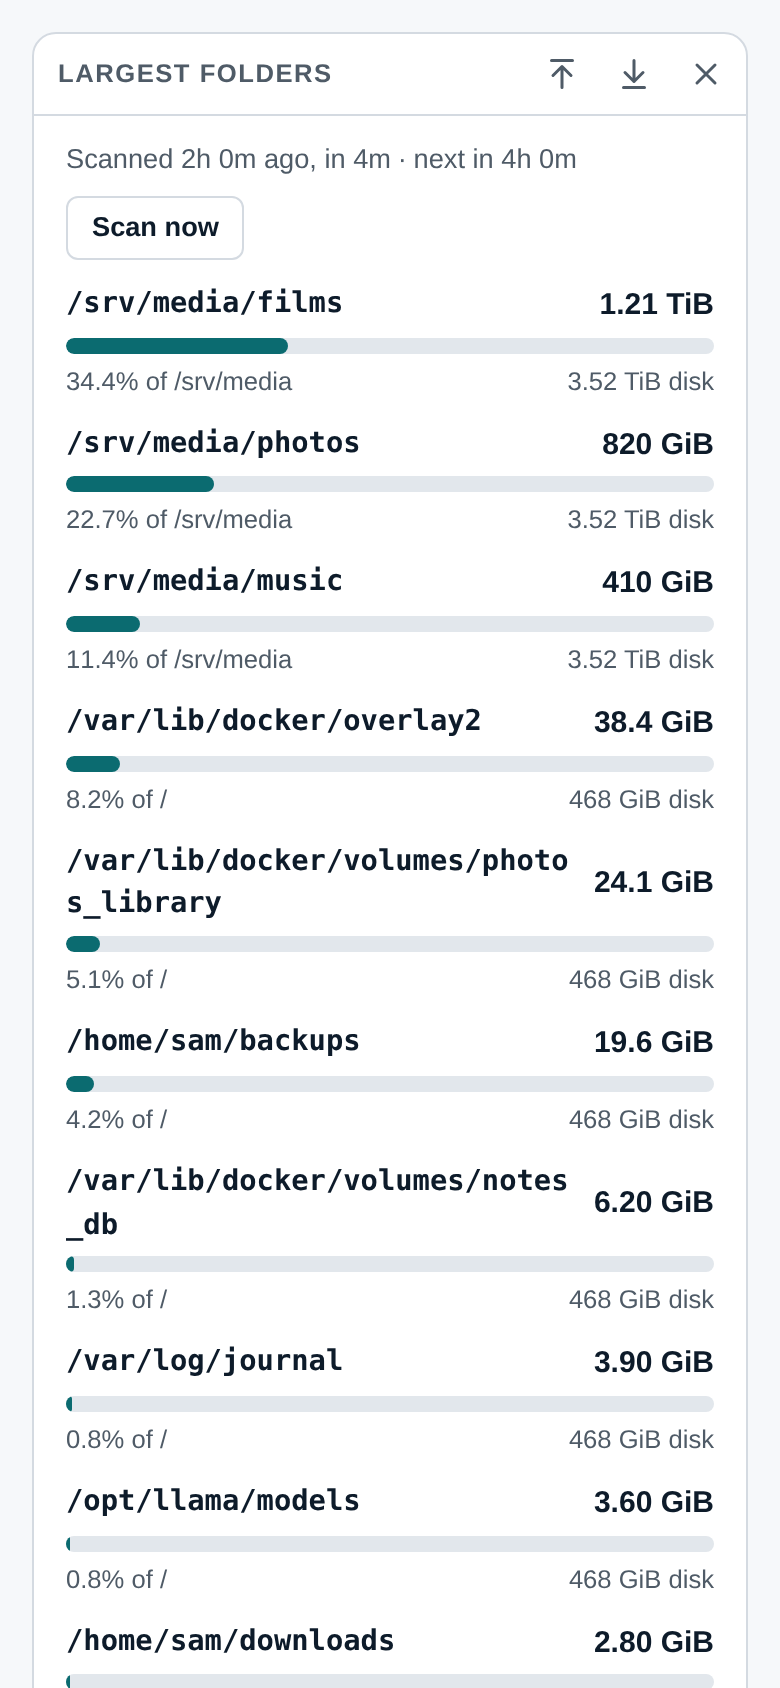 LARGEST FOLDERS
Scanned 2h 0m ago, in 4m · next in 4h 0m
Scan now
/srv/media/films 1.21 TiB
34.4% of /srv/media 3.52 TiB disk
/srv/media/photos 820 GiB
22.7% of /srv/media 3.52 TiB disk
/srv/media/music 410 GiB
11.4% of /srv/media 3.52 TiB disk
/var/lib/docker/overlay2 38.4 GiB
8.2% of / 468 GiB disk
/var/lib/docker/volumes/photo
s_library 24.1 GiB
5.1% of / 468 GiB disk
/home/sam/backups 19.6 GiB
4.2% of / 468 GiB disk
/var/lib/docker/volumes/notes
_db 6.20 GiB
1.3% of / 468 GiB disk
/var/log/journal 3.90 GiB
0.8% of / 468 GiB disk
/opt/llama/models 3.60 GiB
0.8% of / 468 GiB disk
/home/sam/downloads 2.80 GiB